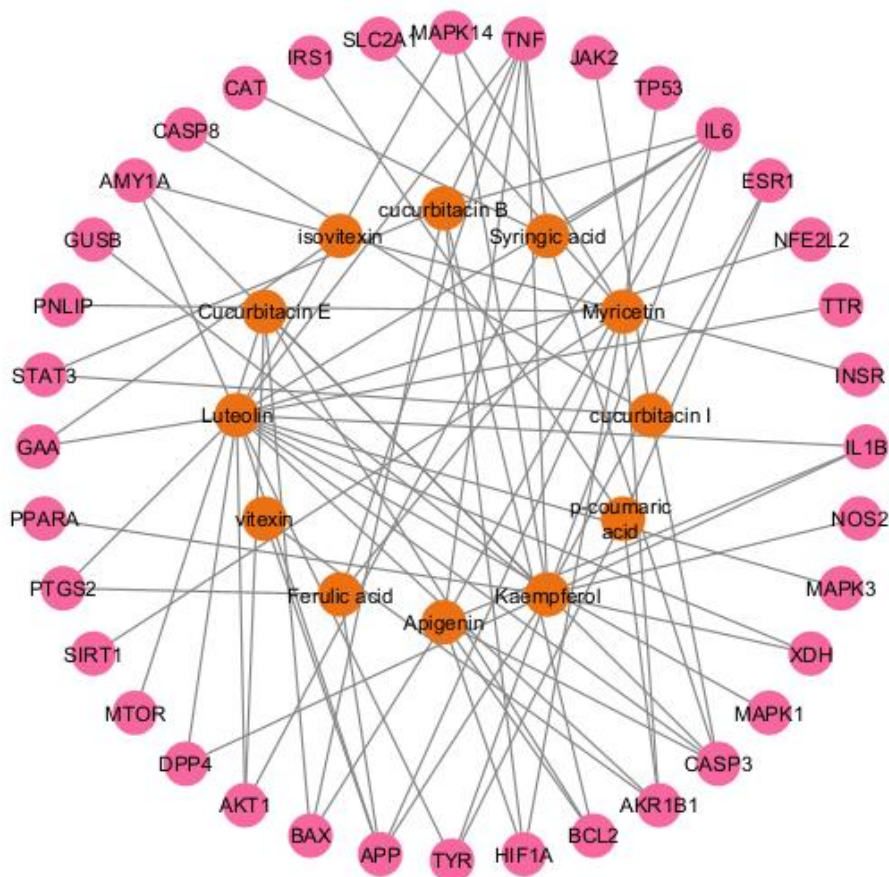 MAPK14
TNF
SLC2A1
JAK2
IRS1
TP53
CAT
IL6
CASP8
ESR1
AMY1A
cucurbitacin B
isovitexin
Syringic acid
GUSB
NFE2L2
PNLIP
Cucurbitacin E
Myricetin
TTR
STAT3
INSR
Luteolin
cucurbitacin I
GAA
IL1B
PPARA
vitexin
p-coumaric
acid
NOS2
PTGS2
Ferulic acid
Kaempferol
MAPK3
Apigenin
SIRT1
XDH
MTOR
MAPK1
DPP4
CASP3
AKT1
AKR1B1
BAX
BCL2
APP
TYR
HIF1A